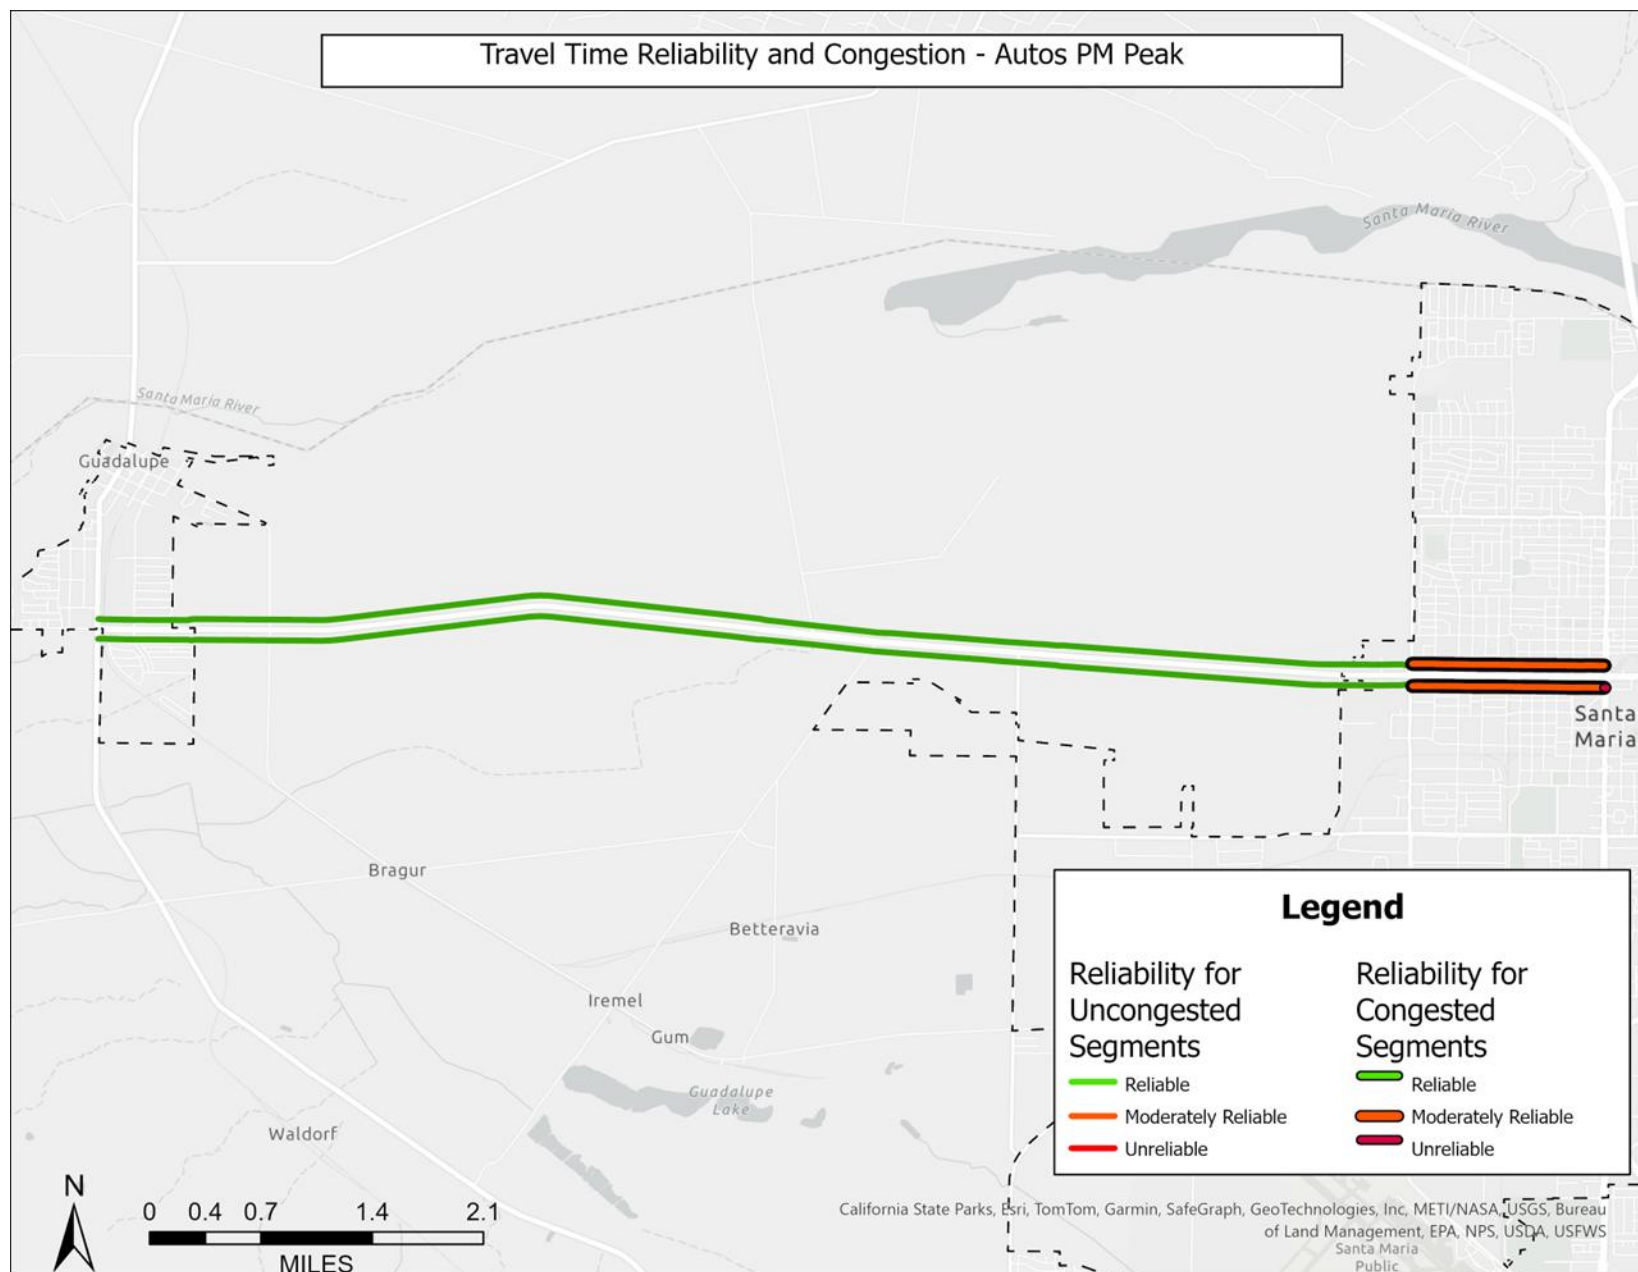 Travel Time Reliability and Congestion - Autos PM Peak
Santa Maria River
Santa Maria River
Guadalupe
Santa
Maria
Bragur
Betteravia
Iremel
Gum
Guadalupe
Lake
Waldorf
Legend
Reliability for
Uncongested
Segments
Reliable
Moderately Reliable
Unreliable
Reliability for
Congested
Segments
Reliable
Moderately Reliable
Unreliable
N
0 0.4 0.7 1.4 2.1
MILES
California State Parks, Esri, TomTom, Garmin, SafeGraph, GeoTechnologies, Inc, METI/NASA, USGS, Bureau
of Land Management, EPA, NPS, USDA, USFWS
Santa Maria
Public